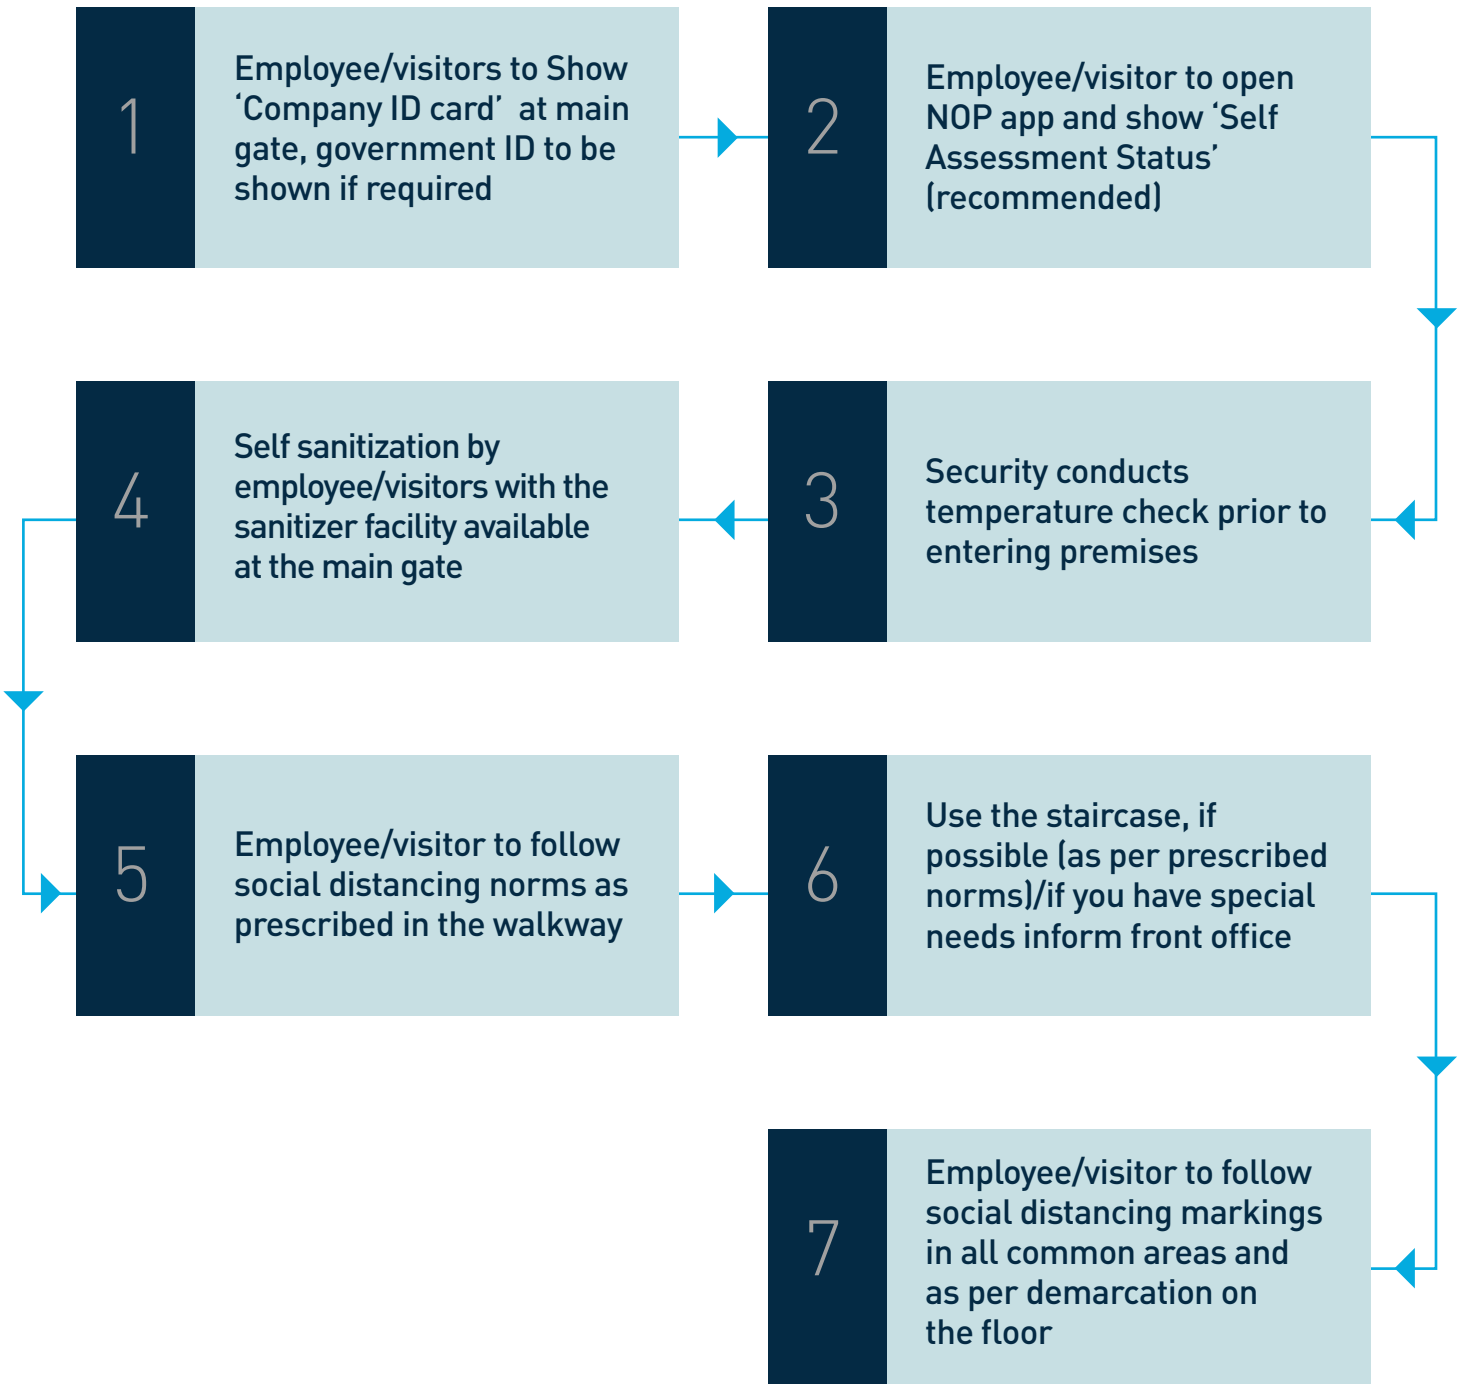 1
Employee/visitors to Show
‘Company ID card’  at main
gate, government ID to be
shown if required
2
Employee/visitor to open
NOP app and show ‘Self
Assessment Status’
(recommended)
3
Security conducts
temperature check prior to
entering premises
4
Self sanitization by
employee/visitors with the
sanitizer facility available
at the main gate
5
Employee/visitor to follow
social distancing norms as
prescribed in the walkway
6
Use the staircase, if
possible (as per prescribed
norms)/if you have special
needs inform front office
7
Employee/visitor to follow
social distancing markings
in all common areas and
as per demarcation on
the floor